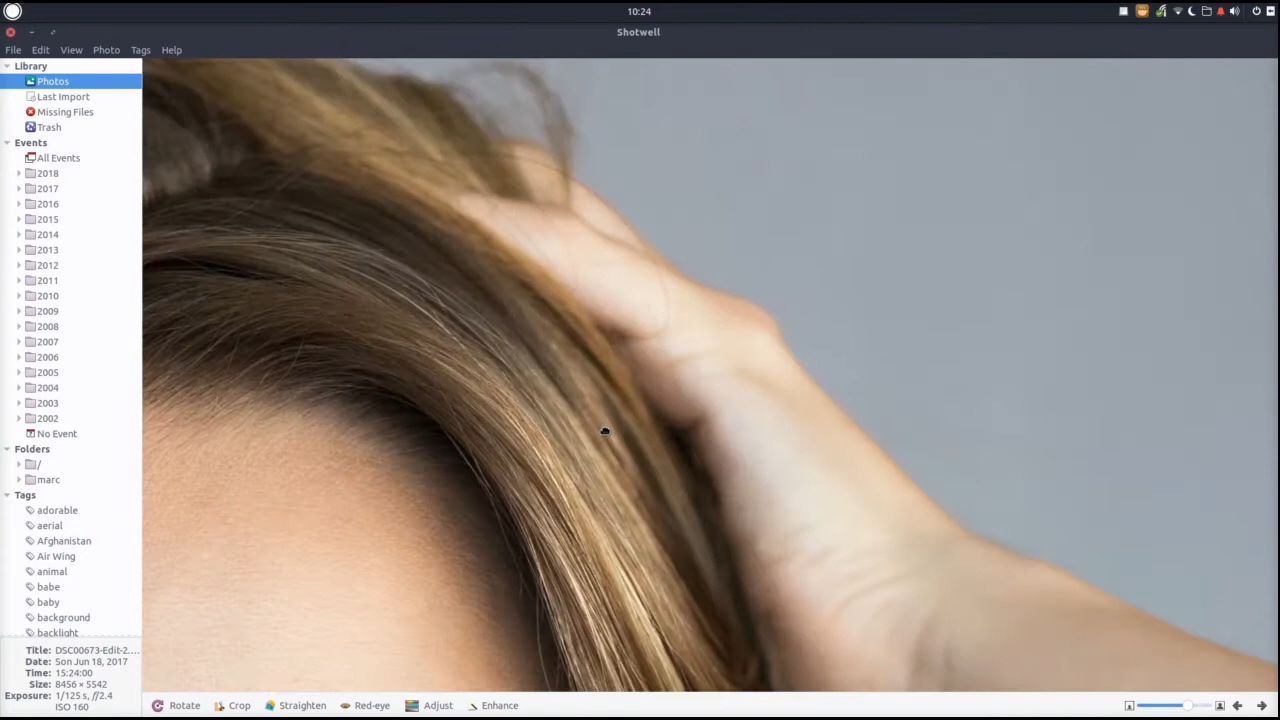 10:24
Shotwell
File Edit View Photo Tags Help
Library
Photos
Last Import
Missing Files
Trash
Events
All Events
2018
2017
2016
2015
2014
2013
2012
2011
2010
2009
2008
2007
2006
2005
2004
2003
2002
No Event
Folders
/
marc
Tags
adorable
aerial
Afghanistan
Air Wing
animal
babe
baby
background
backlight
Title: DSC00673-Edit-2....
Date: Son Jun 18, 2017
Time: 15:24:00
Size: 8456 × 5542
Exposure: 1/125 s, f/2.4
ISO 160
Rotate Crop Straighten Red-eye Adjust Enhance